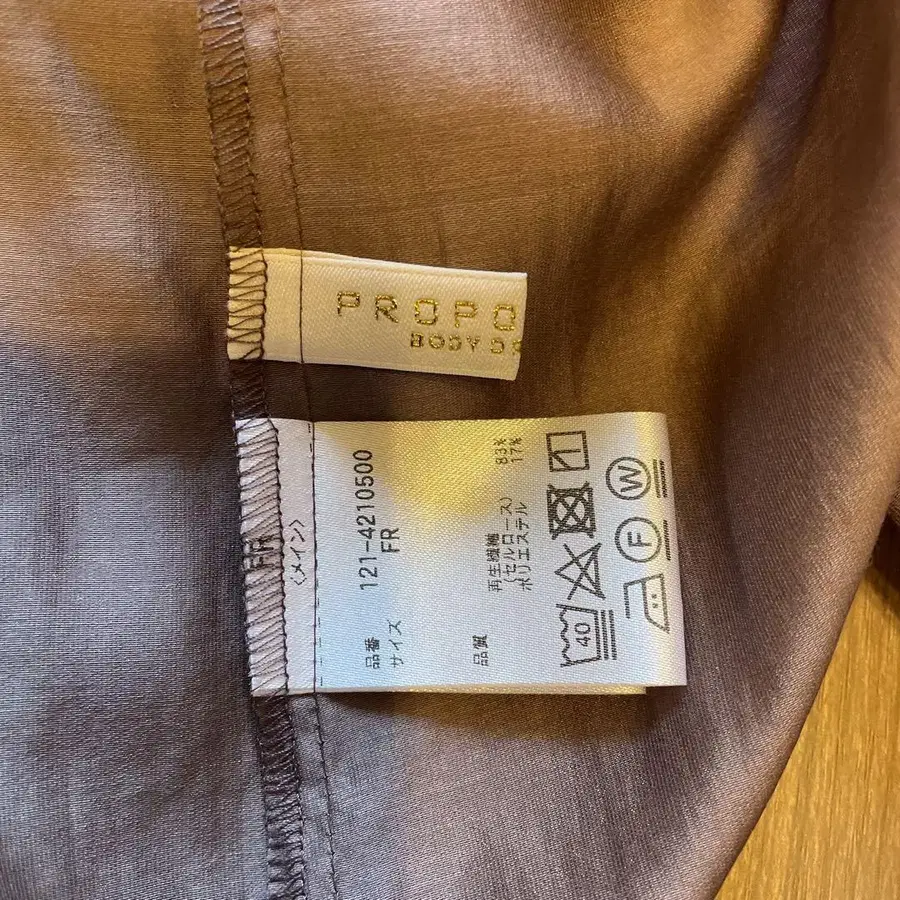 PROPO
BODY D
FR
〈メイン〉
品番 121-4210500
サイズ FR
品質 再生繊維 83%
(セルロース)
ポリエステル 17%
40
W
F